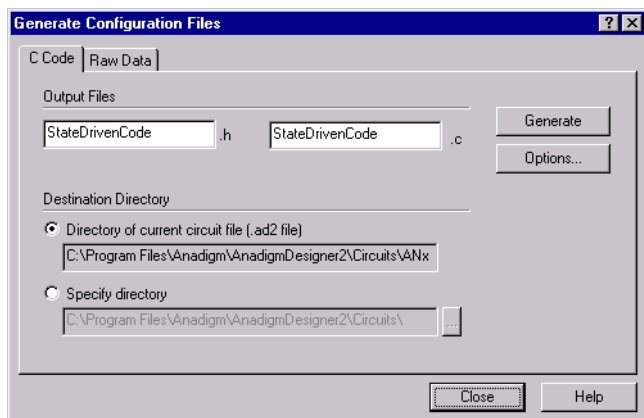 Generate Configuration Files
C Code Raw Data
Output Files
StateDrivenCode .h StateDrivenCode .c
Generate
Options...
Destination Directory
Directory of current circuit file (.ad2 file)
C:\Program Files\Anadigm\AnadigmDesigner2\Circuits\ANx
Specify directory
C:\Program Files\Anadigm\AnadigmDesigner2\Circuits\ ...
Close Help